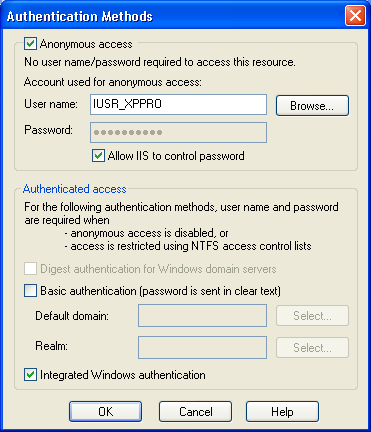 Authentication Methods
Anonymous access
No user name/password required to access this resource.
Account used for anonymous access:
User name: IUSR_XPPRO Browse...
Password: ●●●●●●●●●●
Allow IIS to control password
Authenticated access
For the following authentication methods, user name and password
are required when
- anonymous access is disabled, or
- access is restricted using NTFS access control lists
Digest authentication for Windows domain servers
Basic authentication (password is sent in clear text)
Default domain: Select...
Realm: Select...
Integrated Windows authentication
OK Cancel Help